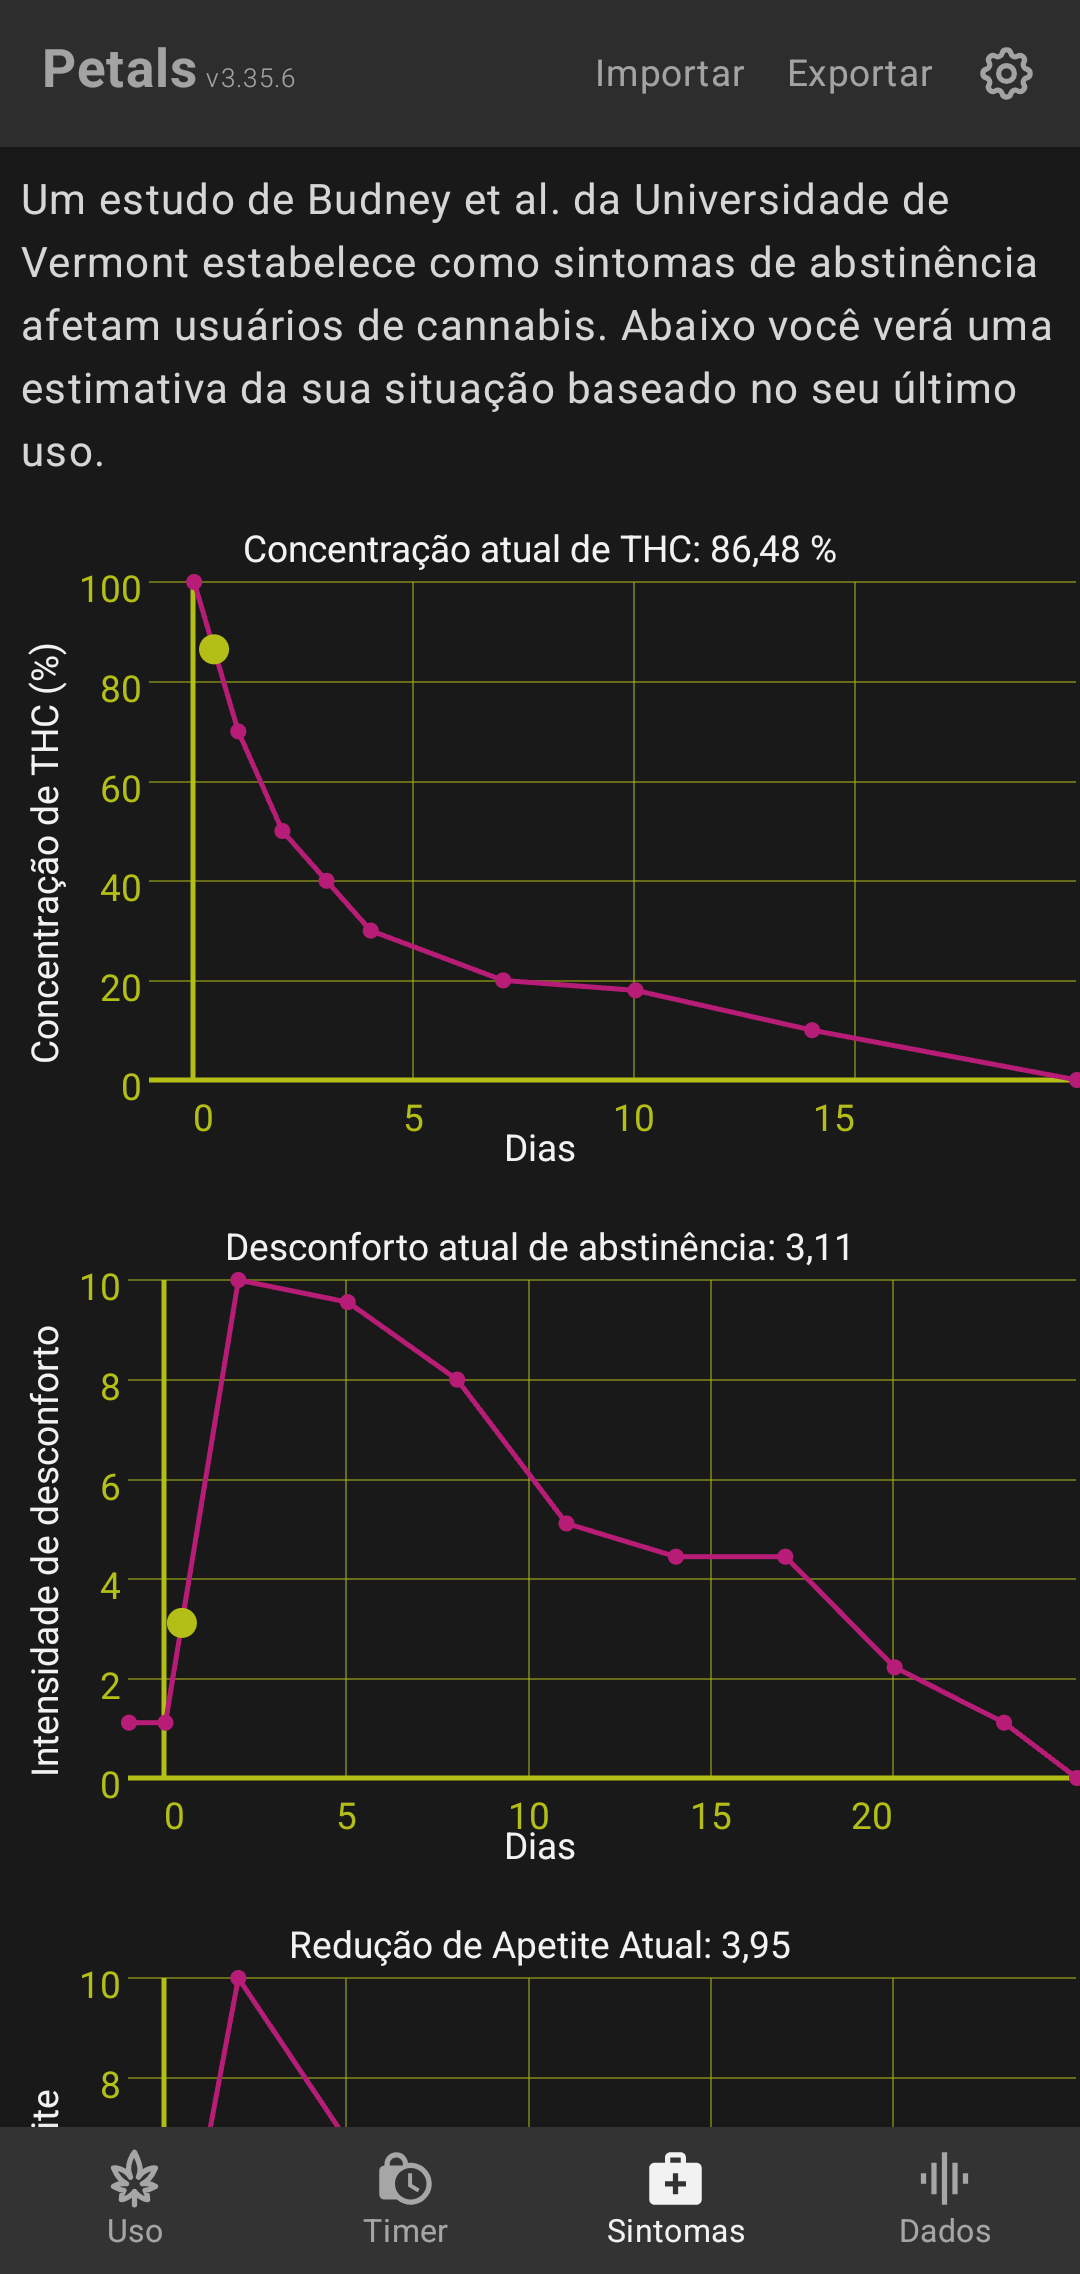 Petals v3.35.6
Importar
Exportar
Um estudo de Budney et al. da Universidade de
Vermont estabelece como sintomas de abstinência
afetam usuários de cannabis. Abaixo você verá uma
estimativa da sua situação baseado no seu último
uso.
Concentração atual de THC: 86,48 %
Concentração de THC (%)
100
80
60
40
20
0
0 5 10 15
Dias
Desconforto atual de abstinência: 3,11
Intensidade de desconforto
10
8
6
4
2
0
0 5 10 15 20
Dias
Redução de Apetite Atual: 3,95
10
8
ite
Uso
Timer
Sintomas
Dados